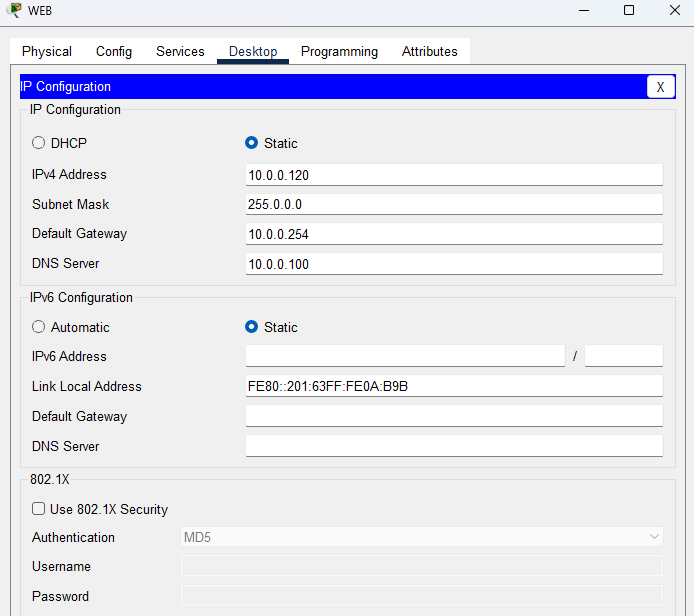 WEB
Physical Config Services Desktop Programming Attributes
IP Configuration X
IP Configuration
DHCP Static
IPv4 Address 10.0.0.120
Subnet Mask 255.0.0.0
Default Gateway 10.0.0.254
DNS Server 10.0.0.100
IPv6 Configuration
Automatic Static
IPv6 Address /
Link Local Address FE80::201:63FF:FE0A:B9B
Default Gateway
DNS Server
802.1X
Use 802.1X Security
Authentication MD5
Username
Password